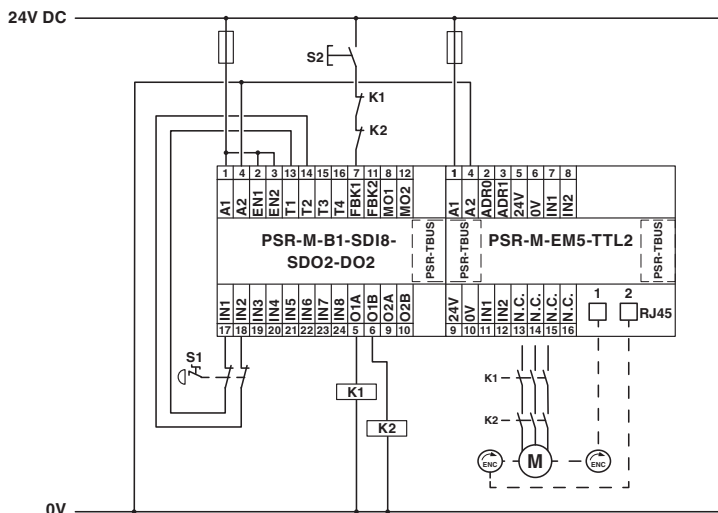 24V DC
S2
K1
K2
1 4 2 3 13 14 15 16 7 11 8 12
A1 A2 EN1 EN2 T1 T2 T3 T4 FBK1 FBK2 MO1 MO2
1 4 2 3 5 6 7 8
A1 A2 ADR0 ADR1 24V 0V IN1 IN2
PSR-M-B1-SDI8-
SDO2-DO2
PSR-TBUS
PSR-TBUS
PSR-M-EM5-TTL2
PSR-TBUS
1 2
RJ45
IN1 IN2 IN3 IN4 IN5 IN6 IN7 IN8 O1A O1B O2A O2B
17 18 19 20 21 22 23 24 5 6 9 10
24V 0V IN1 IN2 N.C. N.C. N.C. N.C.
9 10 11 12 13 14 15 16
S1
K1
K2
K1
K2
ENC
M
ENC
0V